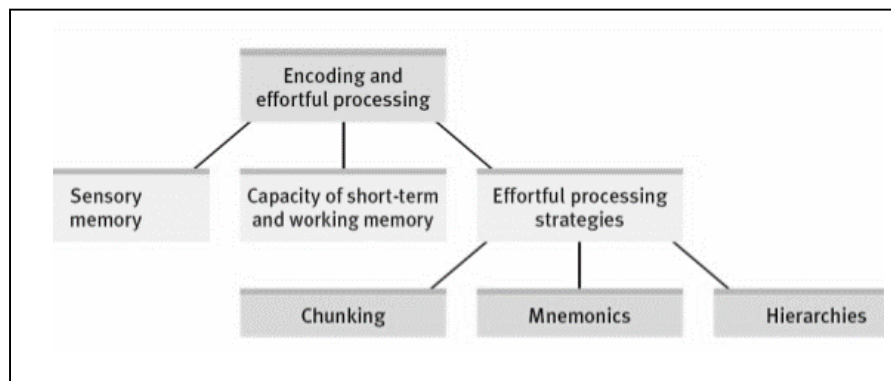 Encoding and
effortful processing
Sensory
memory
Capacity of short-term
and working memory
Effortful processing
strategies
Chunking
Mnemonics
Hierarchies